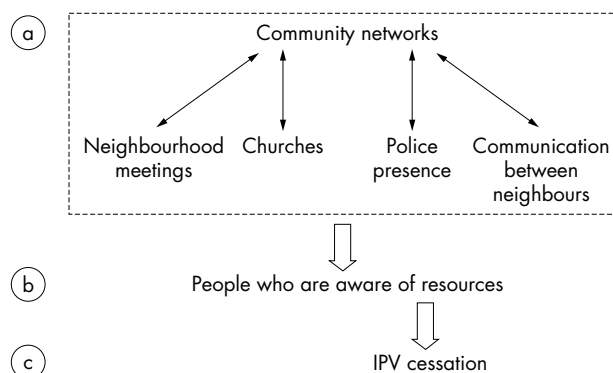 a
Community networks
Neighbourhood
meetings
Churches
Police
presence
Communication
between
neighbours
b
People who are aware of resources
c
IPV cessation